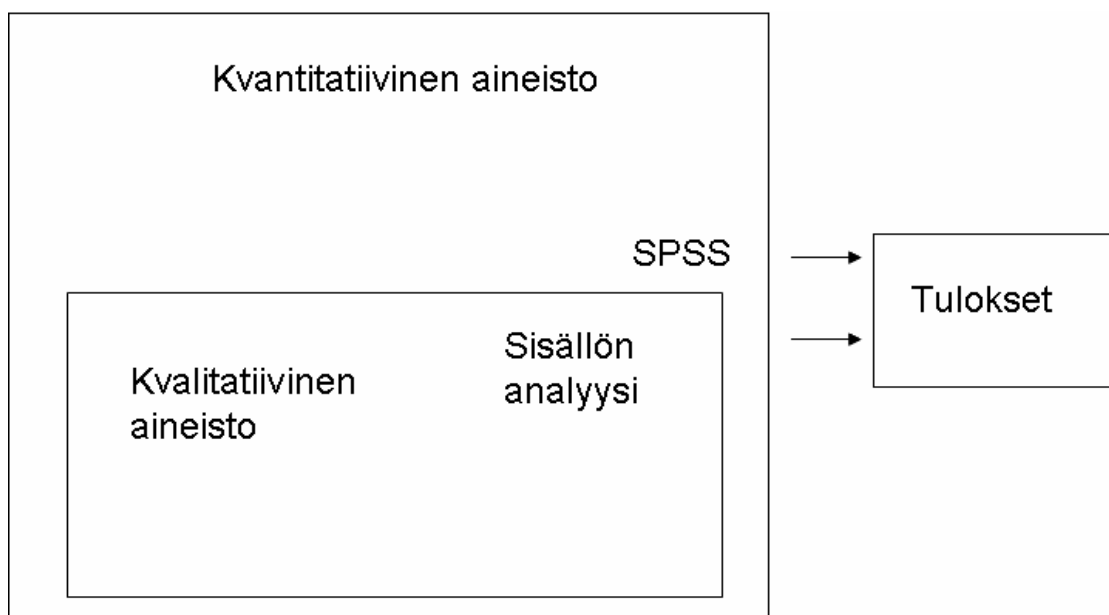 Kvantitatiivinen aineisto
SPSS
Tulokset
Sisällön
analyysi
Kvalitatiivinen
aineisto